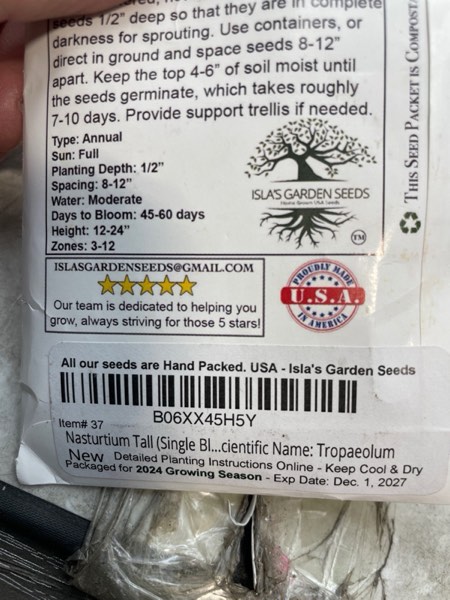 seeds 1/2" deep so that they are in complete
darkness for sprouting. Use containers, or
direct in ground and space seeds 8-12"
apart. Keep the top 4-6" of soil moist until
the seeds germinate, which takes roughly
7-10 days. Provide support trellis if needed.
Type: Annual
Sun: Full
Planting Depth: 1/2"
Spacing: 8-12"
Water: Moderate
Days to Bloom: 45-60 days
Height: 12-24"
Zones: 3-12
ISLA'S GARDEN SEEDS
Home Grown USA Seeds
TM
THIS SEED PACKET IS COMPOST
ISLASGARDENSEEDS@GMAIL.COM
Our team is dedicated to helping you
grow, always striving for those 5 stars!
PROUDLY MADE
U.S.A.
IN AMERICA
All our seeds are Hand Packed. USA - Isla's Garden Seeds
B06XX45H5Y
Item# 37
Nasturtium Tall (Single Bl...cientific Name: Tropaeolum
New Detailed Planting Instructions Online - Keep Cool & Dry
Packaged for 2024 Growing Season - Exp Date: Dec. 1, 2027